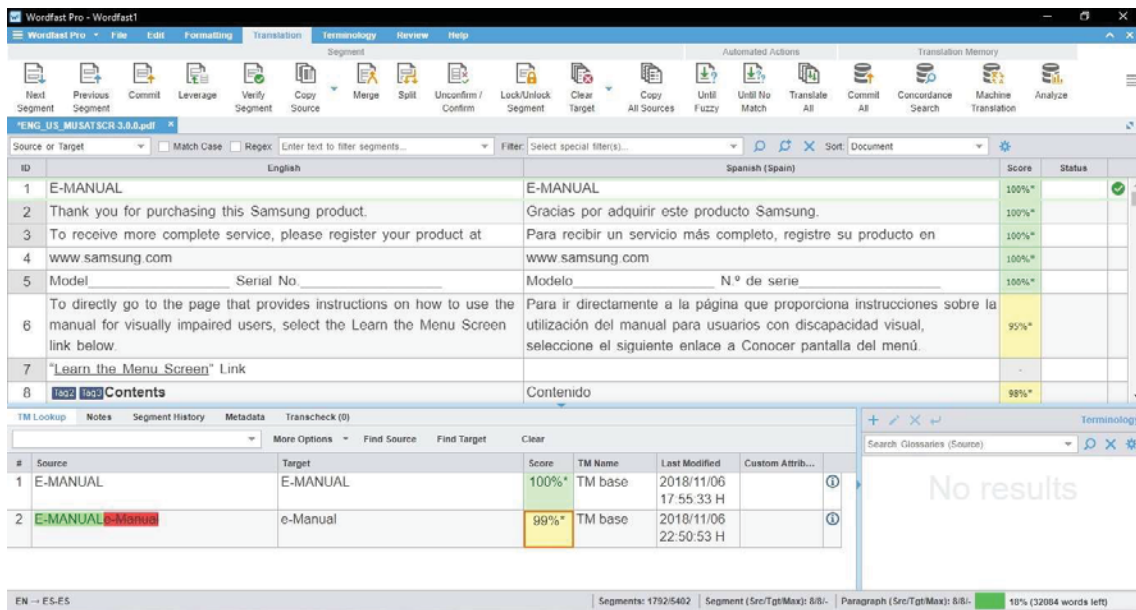 Wordfast Pro - Wordfast1
Wordfast Pro File Edit Formatting Translation Terminology Review Help
Segment Automated Actions Translation Memory
Next Segment
Previous Segment
Commit
Leverage
Verify Segment
Copy Source
Merge
Split
Unconfirm / Confirm
Lock/Unlock Segment
Clear Target
Copy All Sources
Until Fuzzy
Until No Match
Translate All
Commit All
Concordance Search
Machine Translation
Analyze
*ENG_US_MUSATSCR-3.0.0.pdf
Source or Target Match Case Regex Enter text to filter segments... Filter: Select special filter(s)... Sort: Document
ID English Spanish (Spain) Score Status
1 E-MANUAL E-MANUAL 100%*
2 Thank you for purchasing this Samsung product. Gracias por adquirir este producto Samsung. 100%*
3 To receive more complete service, please register your product at Para recibir un servicio más completo, registre su producto en 100%*
4 www.samsung.com www.samsung.com 100%*
5 Model________________ Serial No.________________ Modelo________________ N.º de serie________________ 100%*
6 To directly go to the page that provides instructions on how to use the
manual for visually impaired users, select the Learn the Menu Screen
link below.
Para ir directamente a la página que proporciona instrucciones sobre la
utilización del manual para usuarios con discapacidad visual,
seleccione el siguiente enlace a Conocer pantalla del menú.
95%*
7 "Learn the Menu Screen" Link -
8 Tag2 Tag3 Contents Contenido 98%*
TM Lookup Notes Segment History Metadata Transcheck (0)
More Options Find Source Find Target Clear
# Source Target Score TM Name Last Modified Custom Attrib...
1 E-MANUAL E-MANUAL 100%* TM base 2018/11/06
17:55:33 H
2 E-MANUALe-Manual e-Manual 99%* TM base 2018/11/06
22:50:53 H
Terminology
Search Glossaries (Source)
No results
EN → ES-ES Segments: 1792/5402 Segment (Src/Tgt/Max): 8/8/- Paragraph (Src/Tgt/Max): 8/8/- 18% (32084 words left)